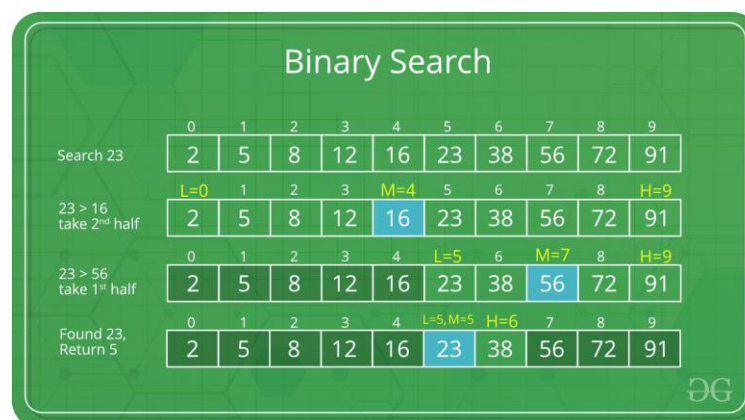 Binary Search
0 1 2 3 4 5 6 7 8 9
Search 23 2 5 8 12 16 23 38 56 72 91
L=0 1 2 3 M=4 5 6 7 8 H=9
23 > 16
take 2nd half 2 5 8 12 16 23 38 56 72 91
0 1 2 3 4 L=5 6 M=7 8 H=9
23 > 56
take 1st half 2 5 8 12 16 23 38 56 72 91
0 1 2 3 4 L=5, M=5 H=6 7 8 9
Found 23,
Return 5 2 5 8 12 16 23 38 56 72 91